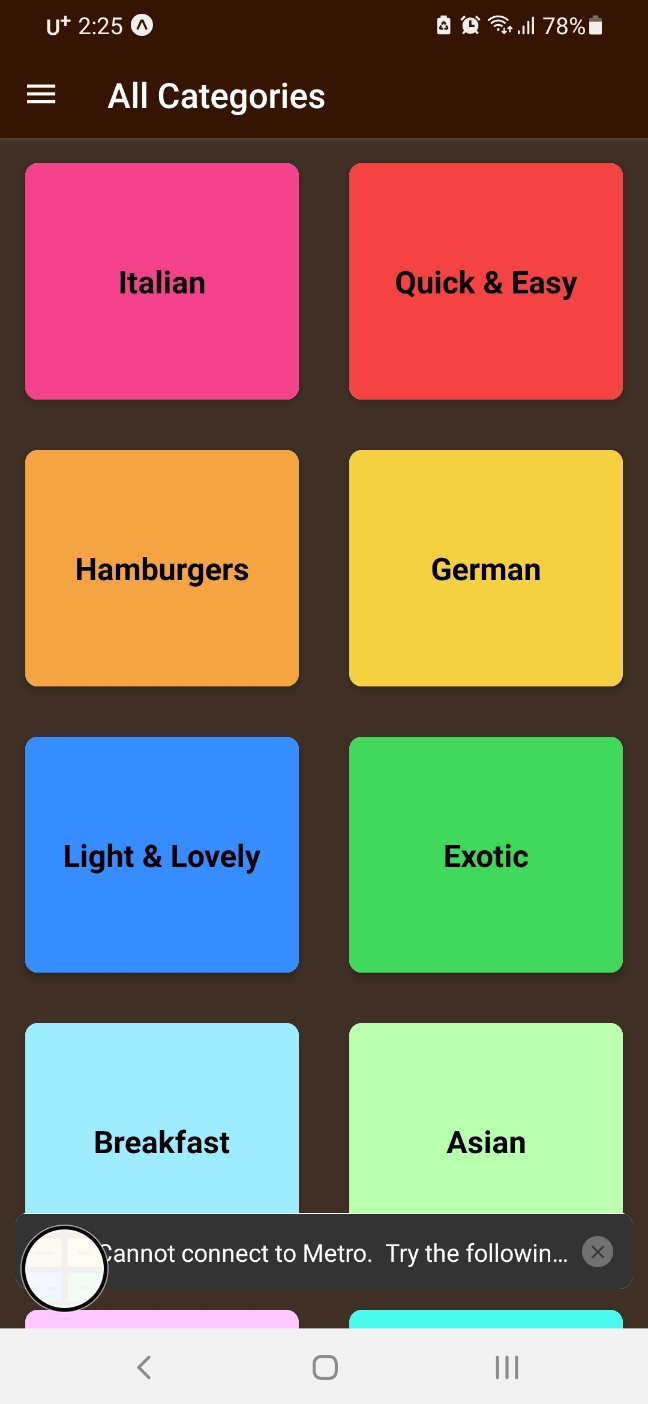 U+ 2:25 78%
All Categories
Italian
Quick & Easy
Hamburgers
German
Light & Lovely
Exotic
Breakfast
Asian
Cannot connect to Metro. Try the followin...